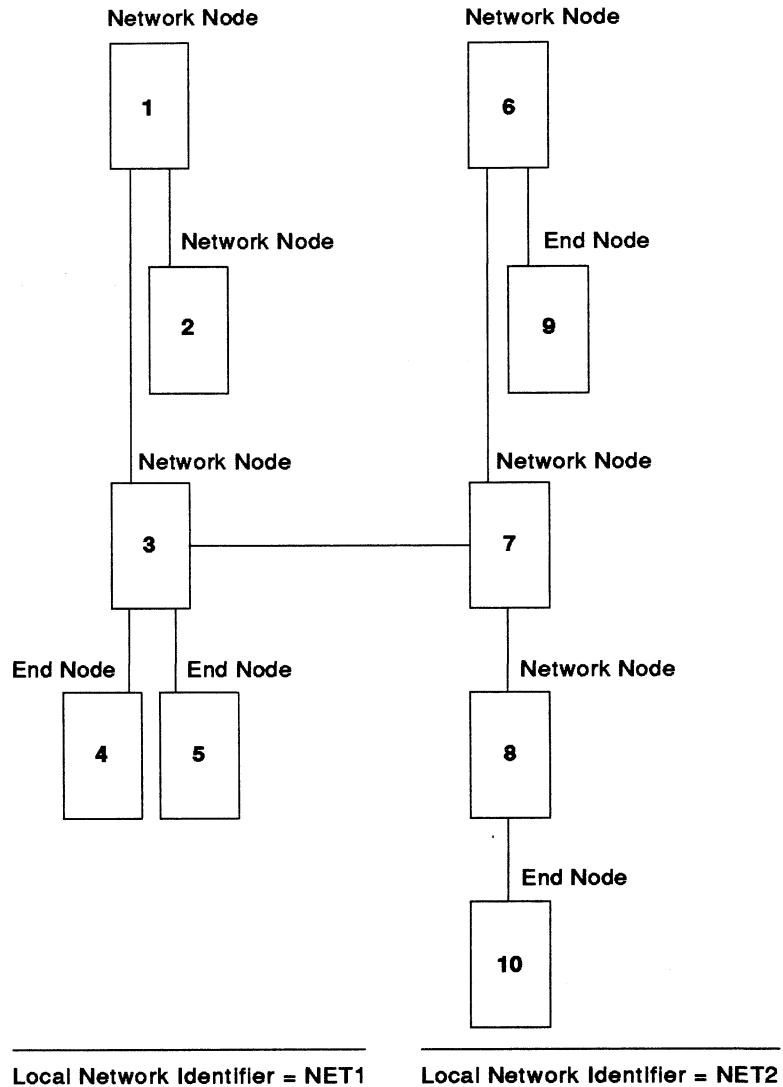 Network Node
Network Node
1
6
Network Node
End Node
2
9
Network Node
Network Node
3
7
End Node
End Node
Network Node
4
5
8
End Node
10
Local Network Identifier = NET1
Local Network Identifier = NET2